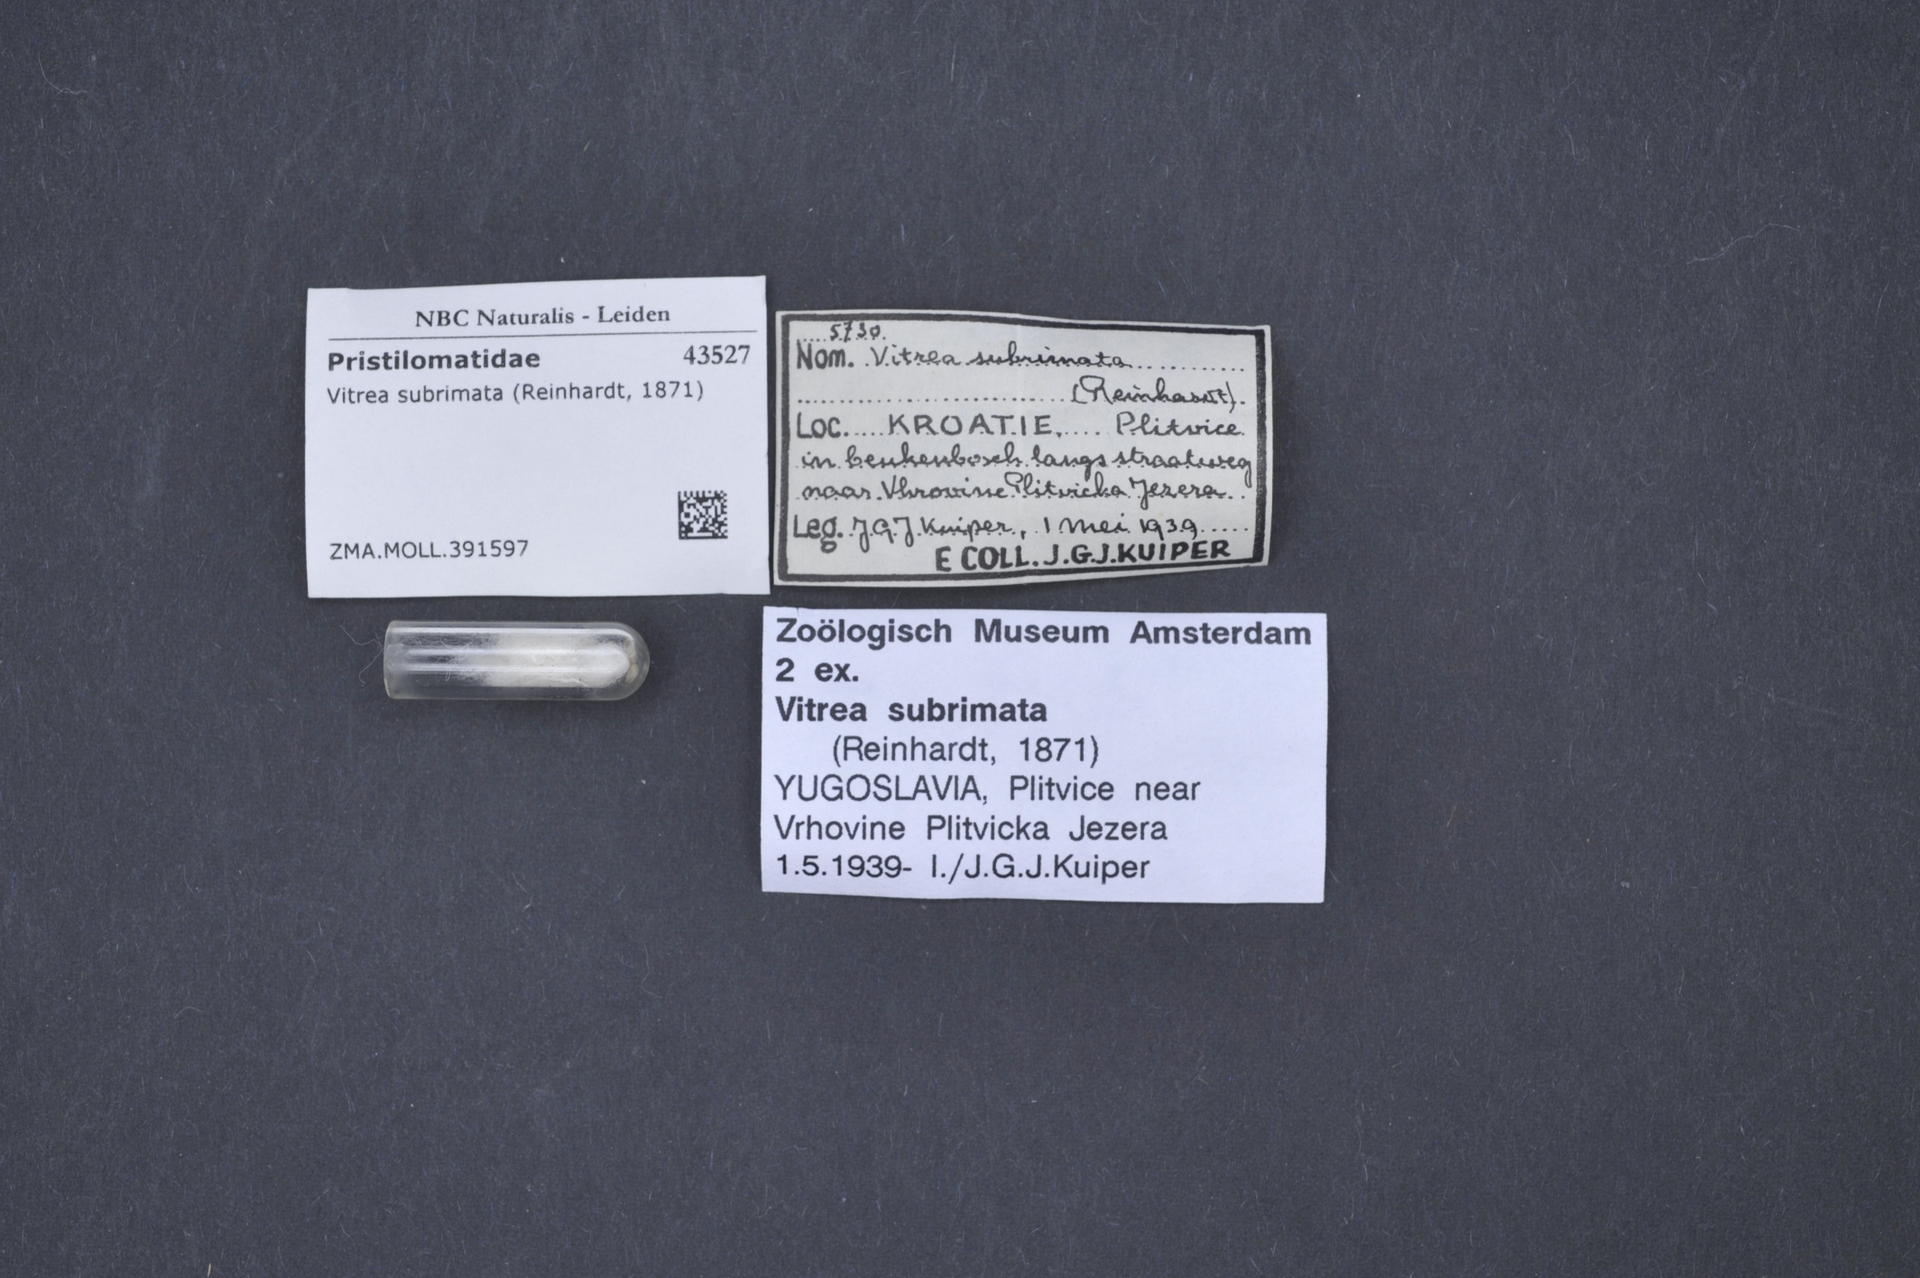 NBC Naturalis - Leiden
Pristilomatidae 43527
Vitrea subrimata (Reinhardt, 1871)
ZMA.MOLL.391597
5730.
Nom. Vitrea subrimata
(Reinhardt).
Loc. KROATIE, Plitvice
in beukenbosch langs straatweg
naar Vhrovine Plitvicka Jezera
Leg. J.G.J Kuiper, 1 mei 1939
E COLL. J.G.J.KUIPER
Zoölogisch Museum Amsterdam
2 ex.
Vitrea subrimata
(Reinhardt, 1871)
YUGOSLAVIA, Plitvice near
Vrhovine Plitvicka Jezera
1.5.1939- l./J.G.J.Kuiper